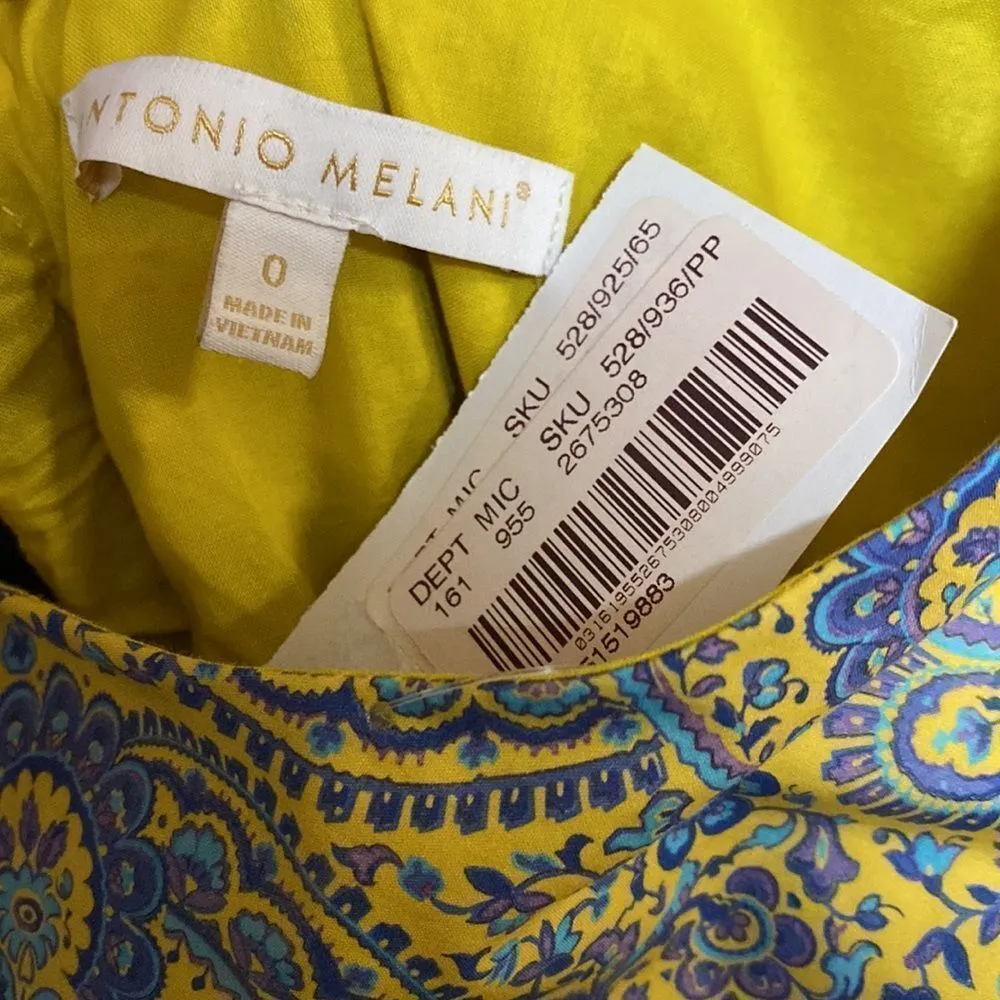 NTONIO MELANI®
0
MADE IN
VIETNAM
SKU 528/925/65
SKU 528/936/PP
2675308
DEPT MIC
161 955
031619552675308004999075
51519883